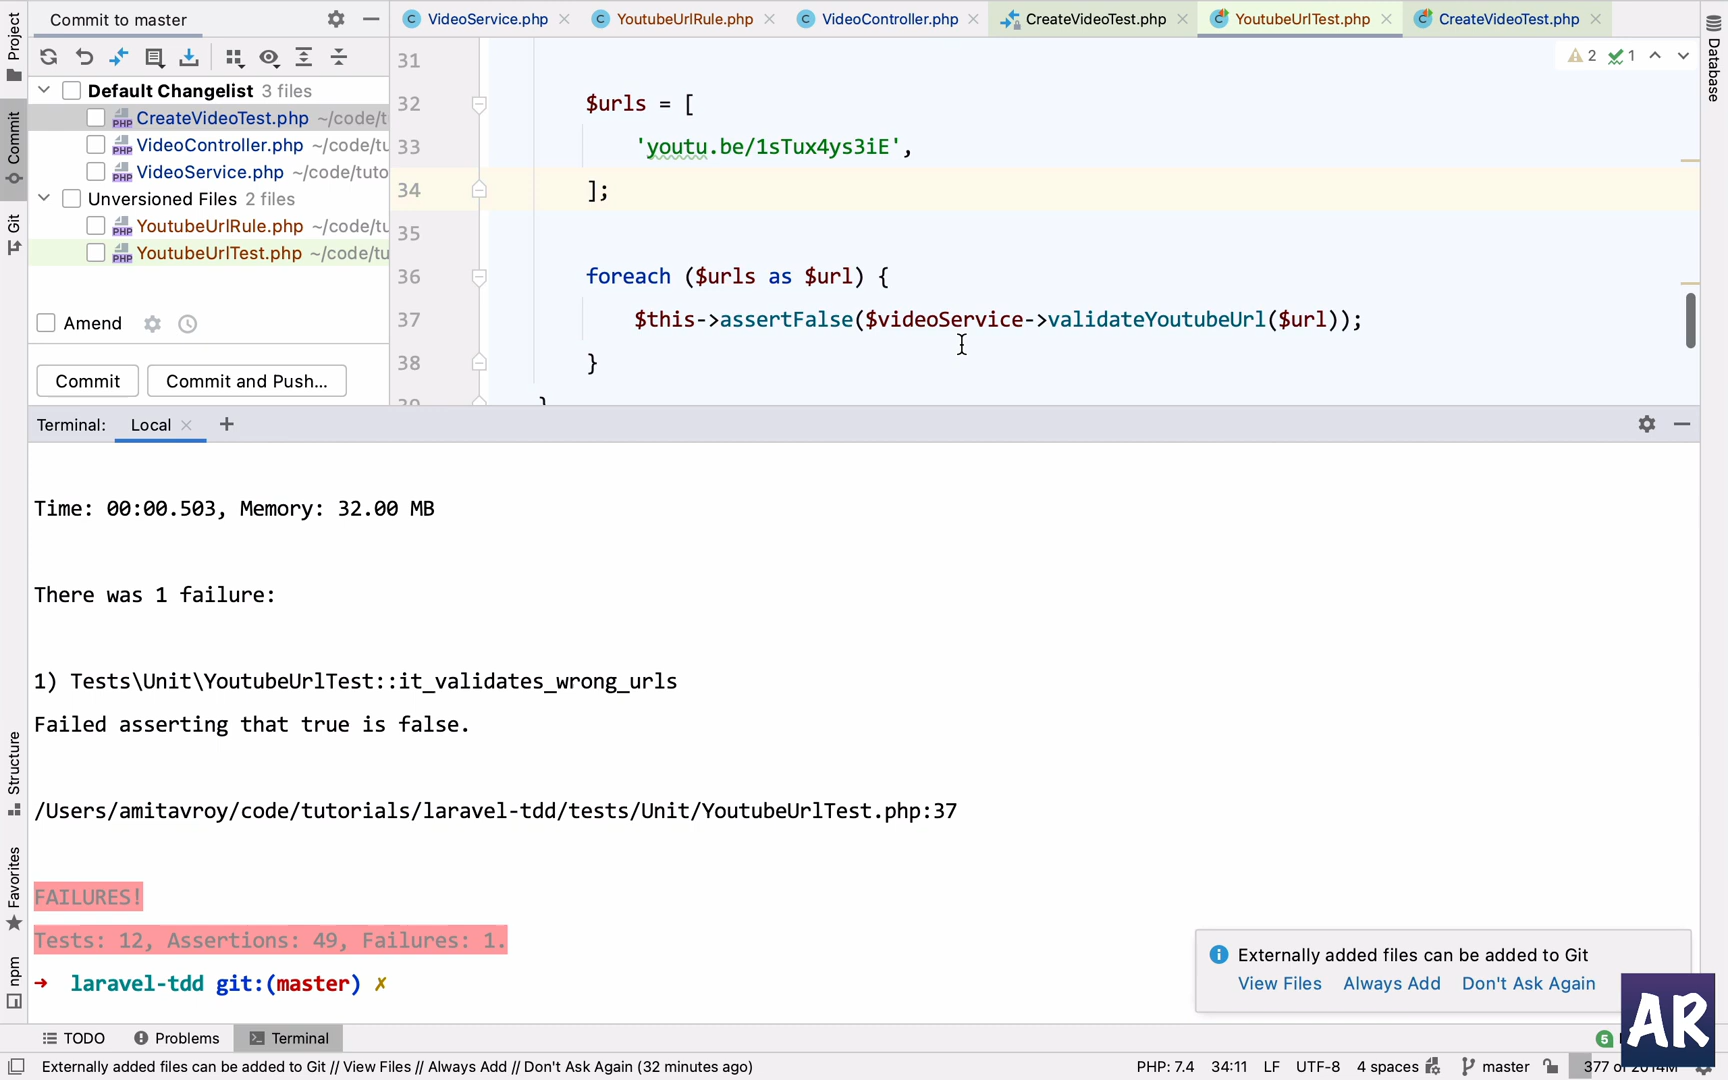 Commit to master
VideoService.php
YoutubeUrlRule.php
VideoController.php
CreateVideoTest.php
YoutubeUrlTest.php
CreateVideoTest.php
Project
Commit
Git
Structure
Favorites
npm
Database
Default Changelist 3 files
CreateVideoTest.php ~/code/t
VideoController.php ~/code/tu
VideoService.php ~/code/tuto
Unversioned Files 2 files
YoutubeUrlRule.php ~/code/tu
YoutubeUrlTest.php ~/code/tu
Amend
Commit
Commit and Push...
2 1
31
32 $urls = [
33 'youtu.be/1sTux4ys3iE',
34 ];
35
36 foreach ($urls as $url) {
37 $this->assertFalse($videoService->validateYoutubeUrl($url));
38 }
39 }
Terminal: Local
Time: 00:00.503, Memory: 32.00 MB
There was 1 failure:
1) Tests\Unit\YoutubeUrlTest::it_validates_wrong_urls
Failed asserting that true is false.
/Users/amitavroy/code/tutorials/laravel-tdd/tests/Unit/YoutubeUrlTest.php:37
FAILURES!
Tests: 12, Assertions: 49, Failures: 1.
➜ laravel-tdd git:(master) ✗
Externally added files can be added to Git
View Files Always Add Don't Ask Again
AR
TODO Problems Terminal
5
Externally added files can be added to Git // View Files // Always Add // Don't Ask Again (32 minutes ago)
PHP: 7.4 34:11 LF UTF-8 4 spaces master 377 of 2014M